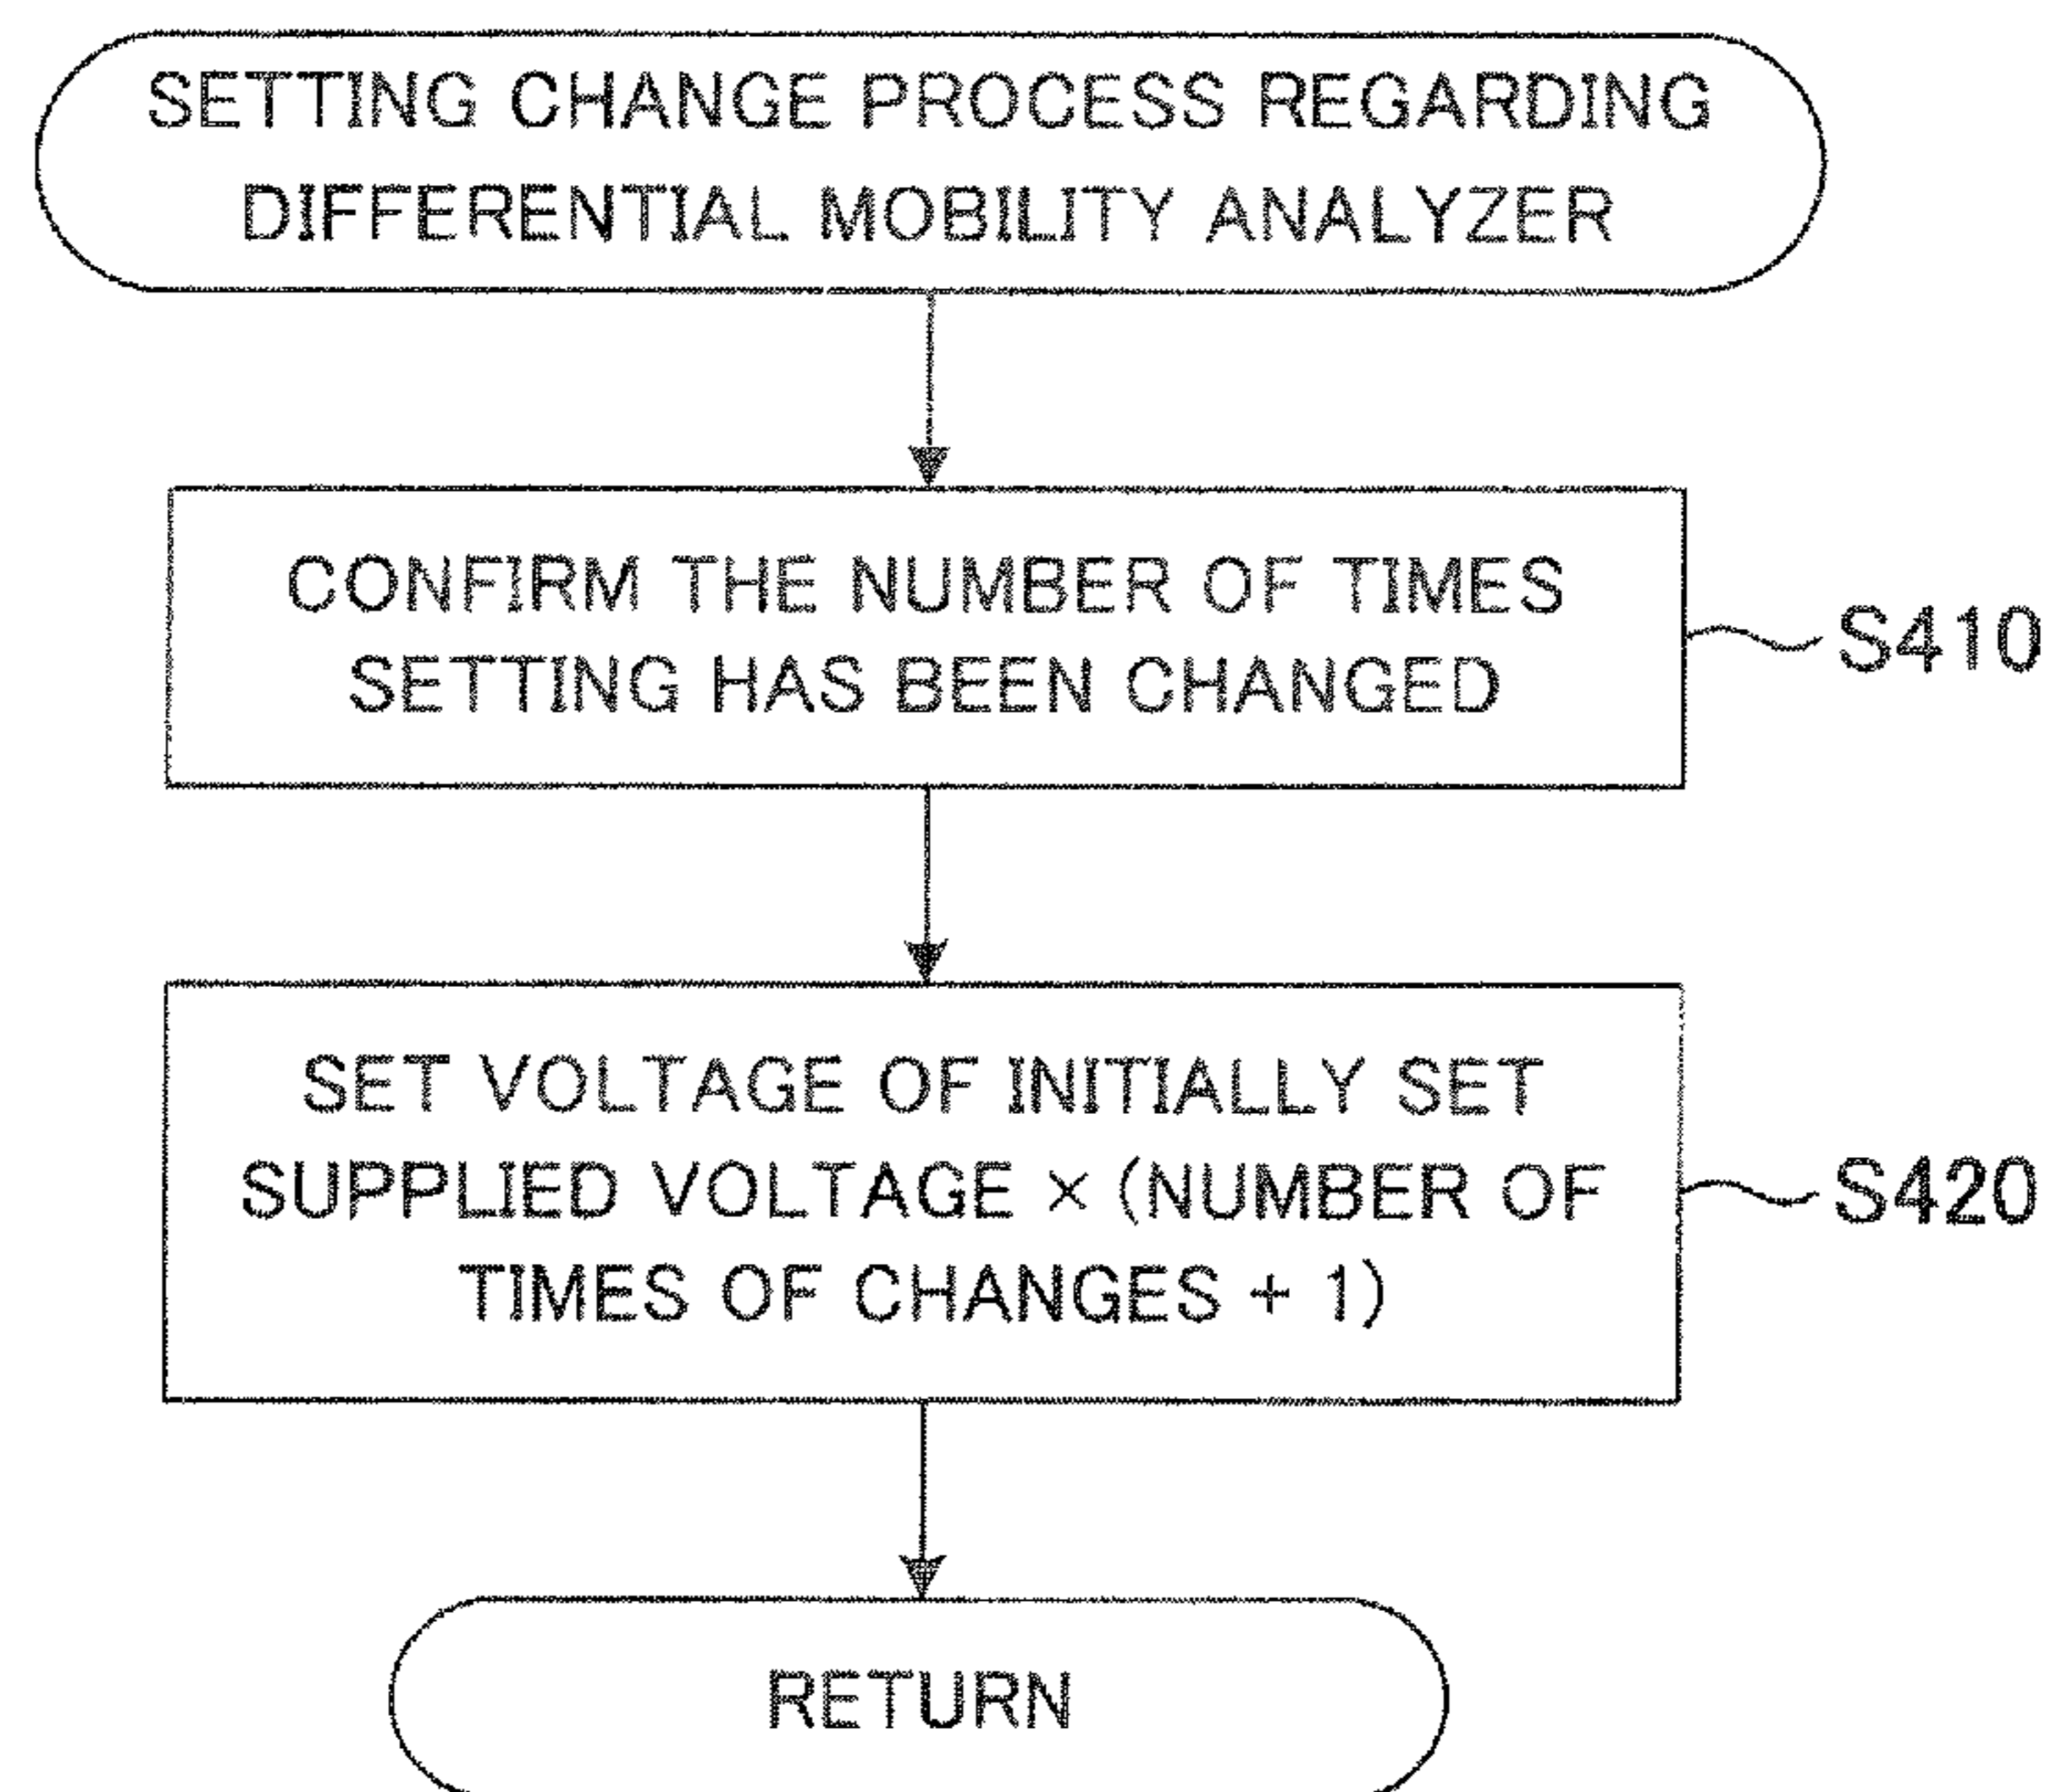 SETTING CHANGE PROCESS REGARDING
DIFFERENTIAL MOBILITY ANALYZER
CONFIRM THE NUMBER OF TIMES
SETTING HAS BEEN CHANGED
S410
SET VOLTAGE OF INITIALLY SET
SUPPLIED VOLTAGE × (NUMBER OF
TIMES OF CHANGES + 1)
S420
RETURN